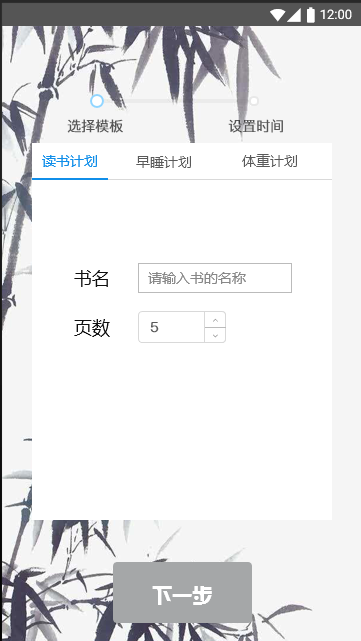 12:00
选择模板 设置时间
读书计划 早睡计划 体重计划
书名 请输入书的名称
页数 5
下一步